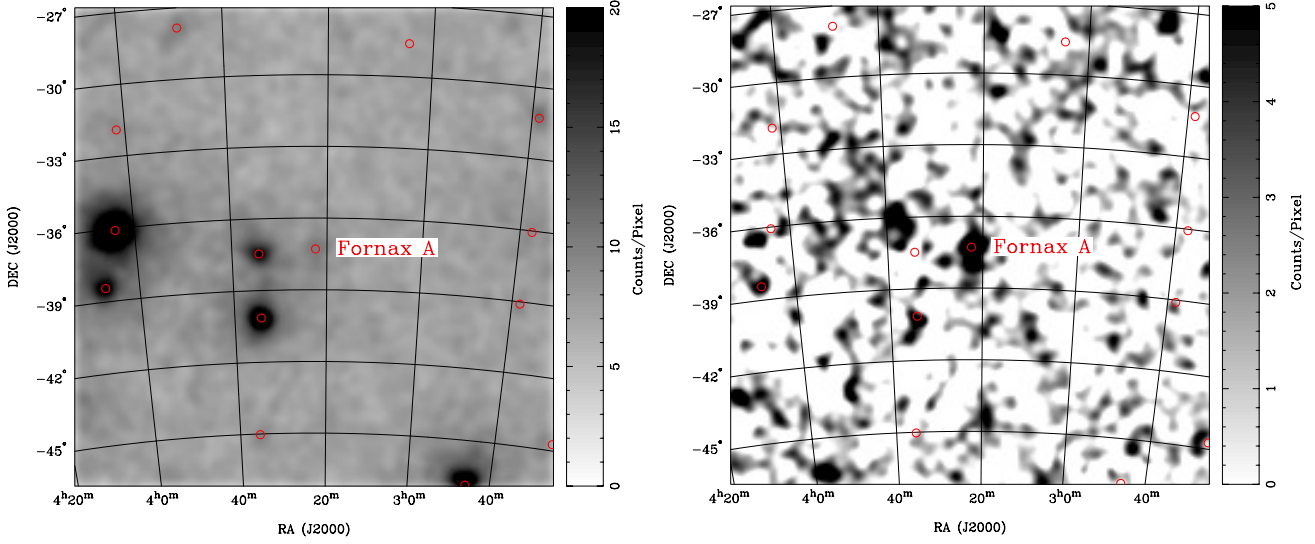 -27°
-30°
-33°
-36°
-39°
-42°
-45°
DEC (J2000)
4h20m
4h0m
40m
20m
3h0m
40m
RA (J2000)
Fornax A
20
15
10
5
0
Counts/Pixel
-27°
-30°
-33°
-36°
-39°
-42°
-45°
DEC (J2000)
4h20m
4h0m
40m
20m
3h0m
40m
RA (J2000)
Fornax A
5
4
3
2
1
0
Counts/Pixel